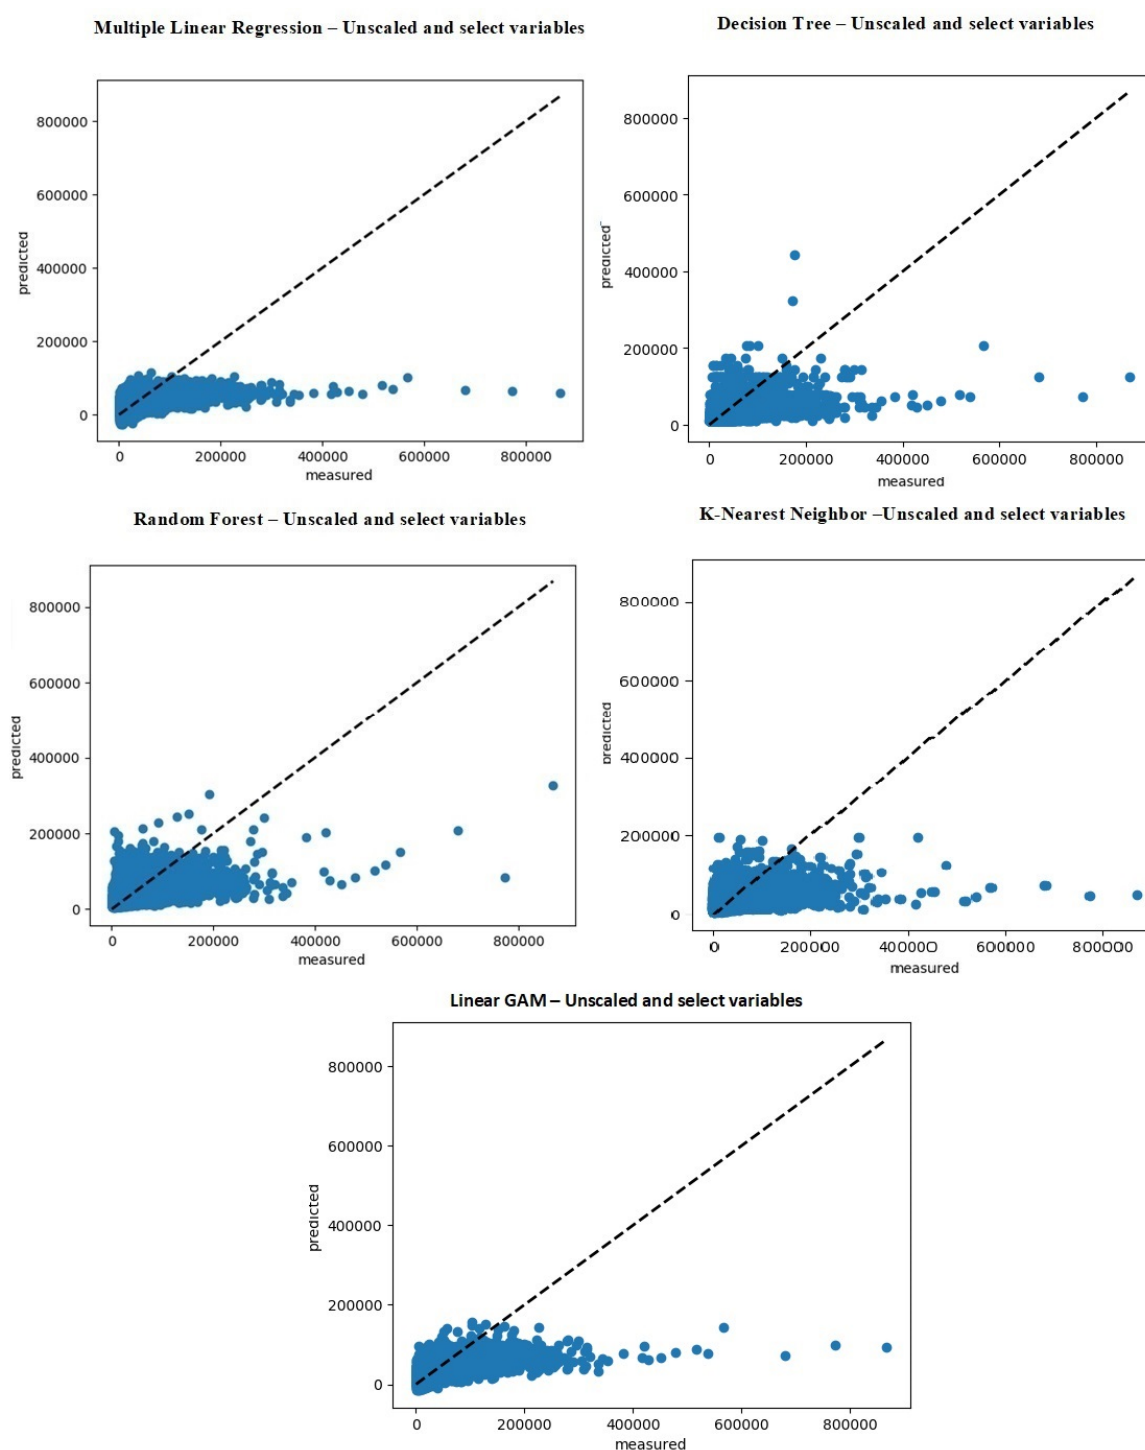 Multiple Linear Regression – Unscaled and select variables
800000
600000
400000
200000
0
predicted
0 200000 400000 600000 800000
measured
Decision Tree – Unscaled and select variables
800000
600000
400000
200000
0
predicted
0 200000 400000 600000 800000
measured
Random Forest – Unscaled and select variables
800000
600000
400000
200000
0
predicted
0 200000 400000 600000 800000
measured
K-Nearest Neighbor –Unscaled and select variables
800000
600000
400000
200000
0
predicted
0 200000 400000 600000 800000
measured
Linear GAM – Unscaled and select variables
800000
600000
400000
200000
0
predicted
0 200000 400000 600000 800000
measured